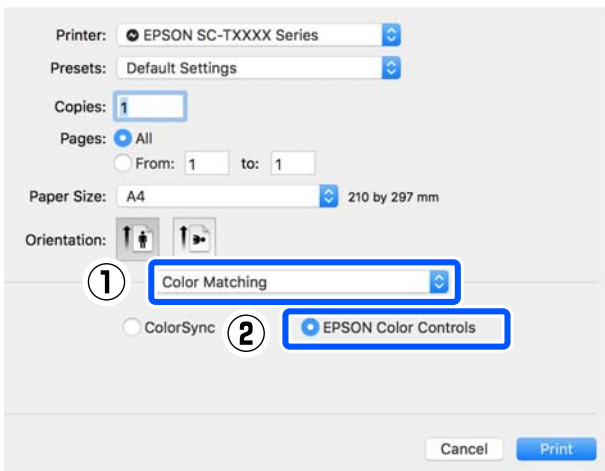 Printer: EPSON SC-TXXXX Series
Presets: Default Settings
Copies: 1
Pages: All
From: 1 to: 1
Paper Size: A4 210 by 297 mm
Orientation:
① Color Matching
ColorSync ② EPSON Color Controls
Cancel Print